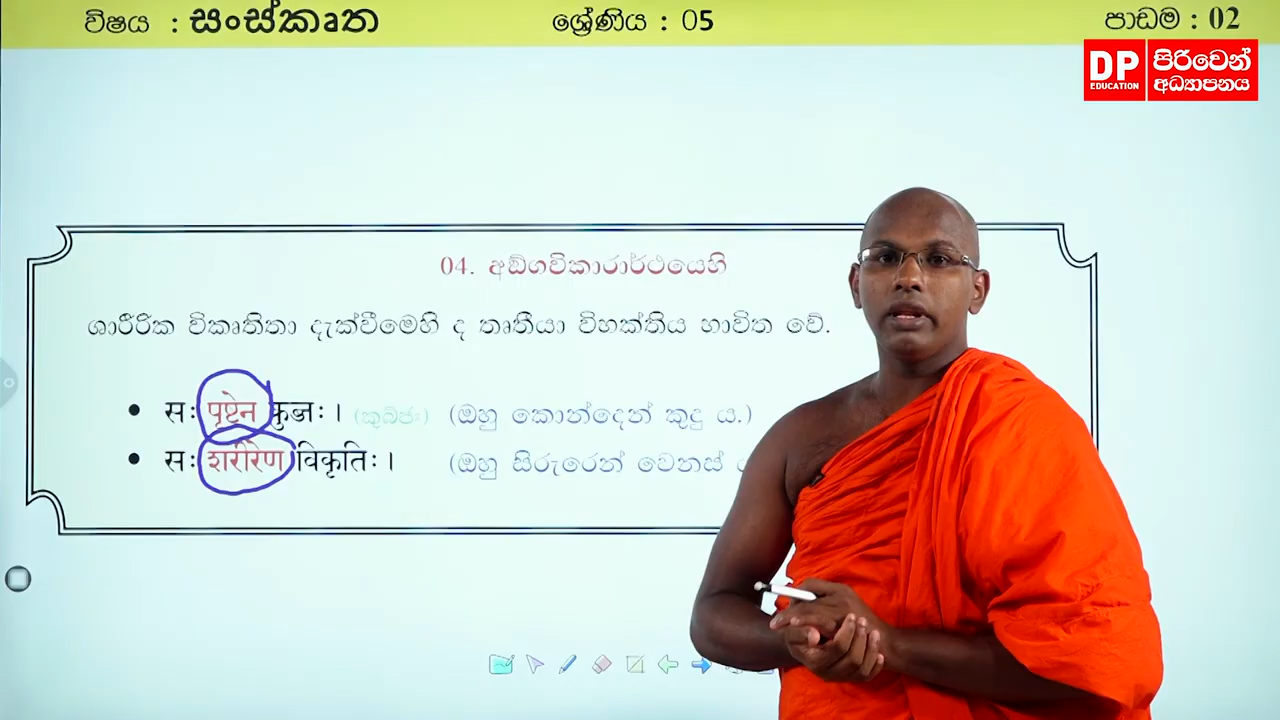 විෂය : සංස්කෘත ශ්‍රේණිය : 05 පාඩම : 02
DP EDUCATION පිරිවෙන් අධ්‍යාපනය
04. අඞ්ගවිකාරාර්ථයෙහි
ශාරීරික විකෘතිතා දැක්වීමෙහි ද තෘතීයා විභක්තිය භාවිත වේ.
• सः पृष्टेन कुब्जः । (කුබ්ජඃ) (ඔහු කොන්දෙන් කුදු ය.)
• सः शरीरेण विकृतिः । (ඔහු සිරුරෙන් වෙනස්